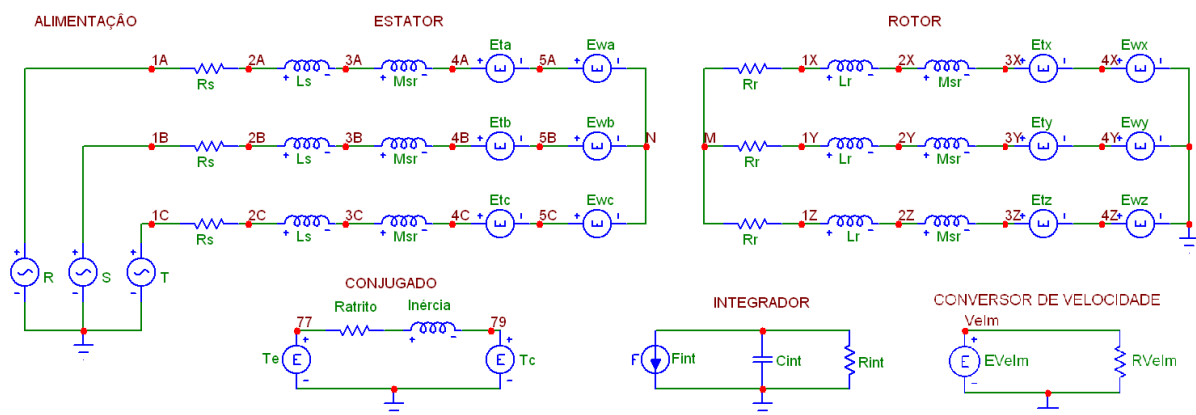 ALIMENTAÇÃO ESTATOR ROTOR
Eta Ewa Etx Ewx
1A 2A 3A 4A 5A 1X 2X 3X 4X
E E E E
Rs Ls Msr Rr Lr Msr
Etb Ewb Ety Ewy
1B 2B 3B 4B 5B N M 1Y 2Y 3Y 4Y
E E E E
Rs Ls Msr Rr Lr Msr
Etc Ewc Etz Ewz
1C 2C 3C 4C 5C 1Z 2Z 3Z 4Z
E E E E
Rs Ls Msr Rr Lr Msr
R S T
CONJUGADO INTEGRADOR CONVERSOR DE VELOCIDADE
Ratrito Inércia Velm
77 79
Te E E Tc F Fint Cint Rint E EVelm RVelm